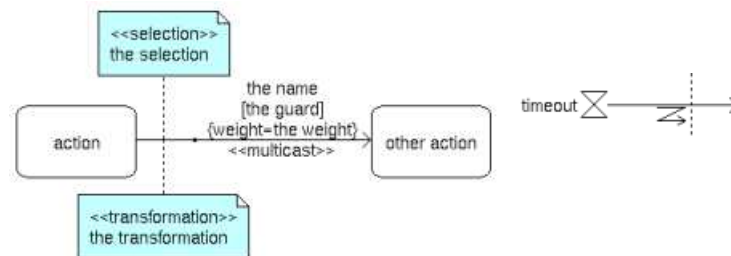 <<selection>>
the selection
the name
[the guard]
{weight=the weight}
<<multicast>>
action
other action
timeout
<<transformation>>
the transformation